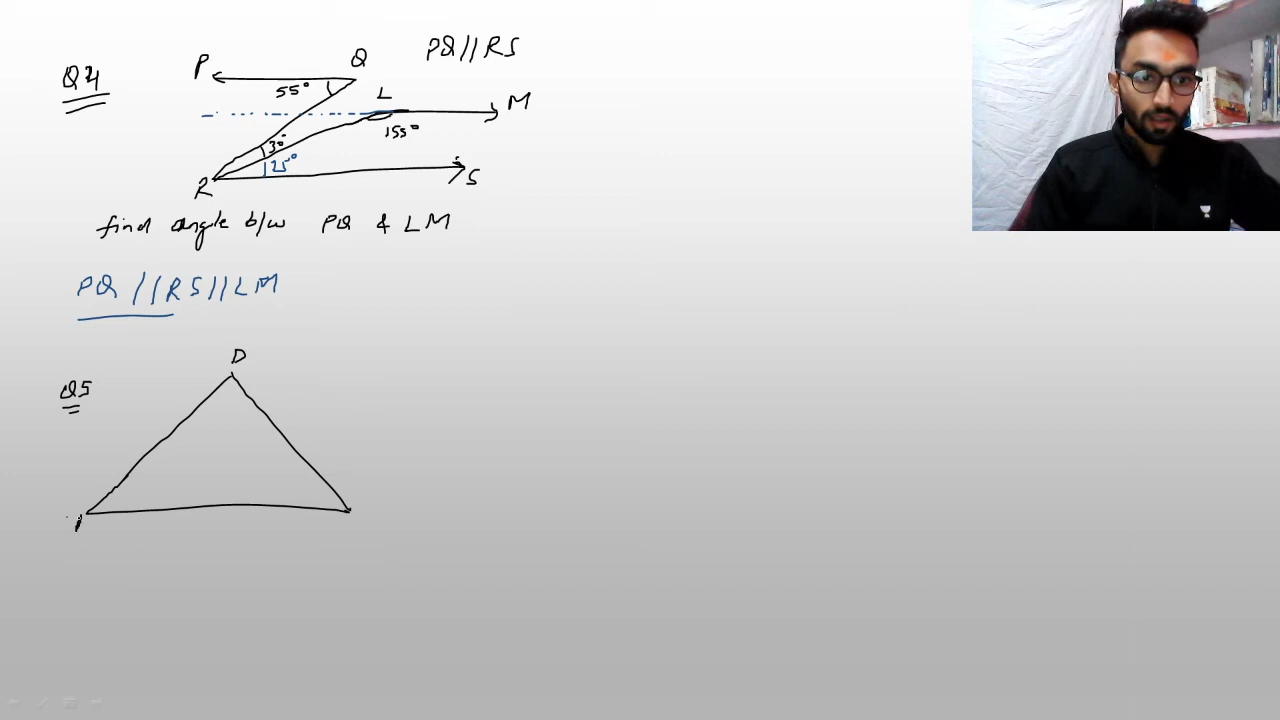 Q4
P Q PQ//RS
55° L M
155°
30°
25°
R S
find angle b/w PQ & LM
PQ //RS//LM
D
Q5